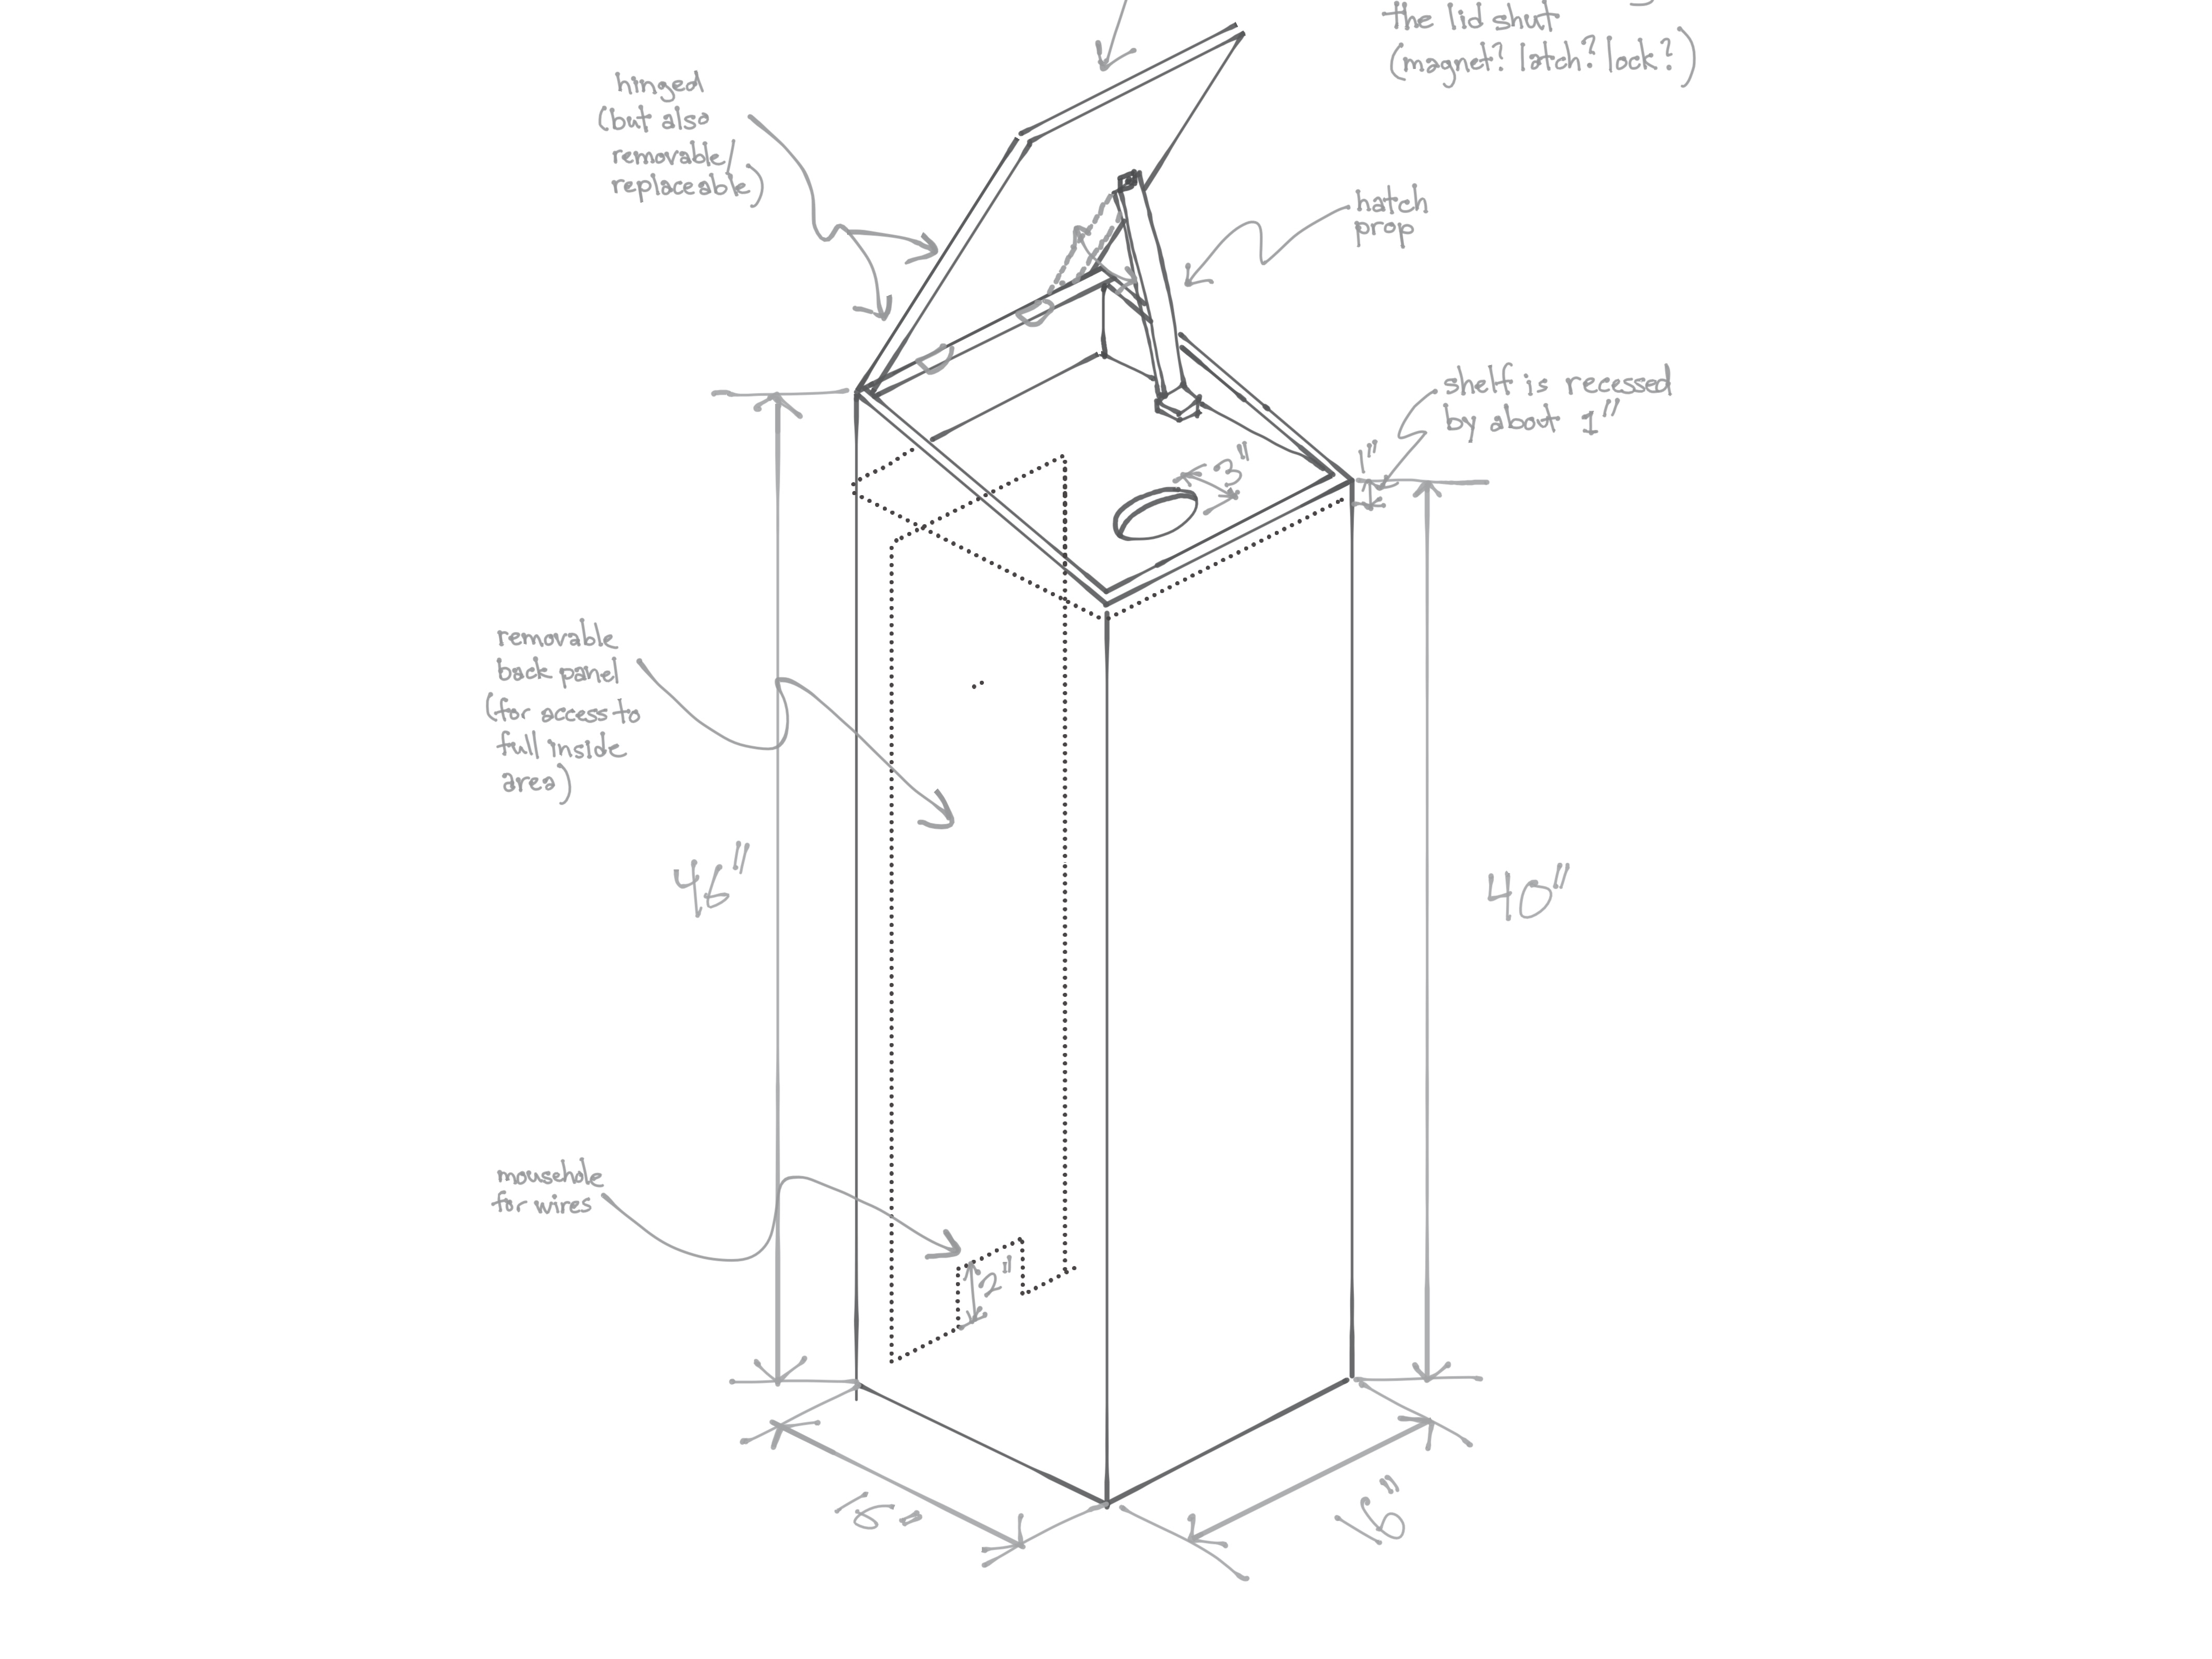 the lid shut
(magnet? latch? lock?)
hinged
(but also
removable/
replaceable)
hatch
prop
shelf is recessed
by about 1"
1"
3"
removable
back panel
(for access to
full inside
area)
46"
40"
mousehole
for wires
2"
16"
16"